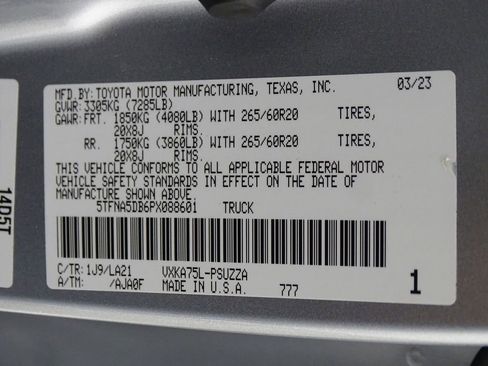 MFD.BY: TOYOTA MOTOR MANUFACTURING, TEXAS, INC. 03/23
GVWR: 3305KG (7285LB)
GAWR: FRT. 1850KG (4080LB) WITH 265/60R20 TIRES,
20X8J RIMS.
RR. 1750KG (3860LB) WITH 265/60R20 TIRES,
20X8J RIMS.
THIS VEHICLE CONFORMS TO ALL APPLICABLE FEDERAL MOTOR
VEHICLE SAFETY STANDARDS IN EFFECT ON THE DATE OF
MANUFACTURE SHOWN ABOVE.
5TFNA5DB6PX088601 TRUCK
C/TR: 1J9/LA21 VXKA75L-PSUZZA
A/TM: /AJA0F MADE IN U.S.A. 777 1
14D5T